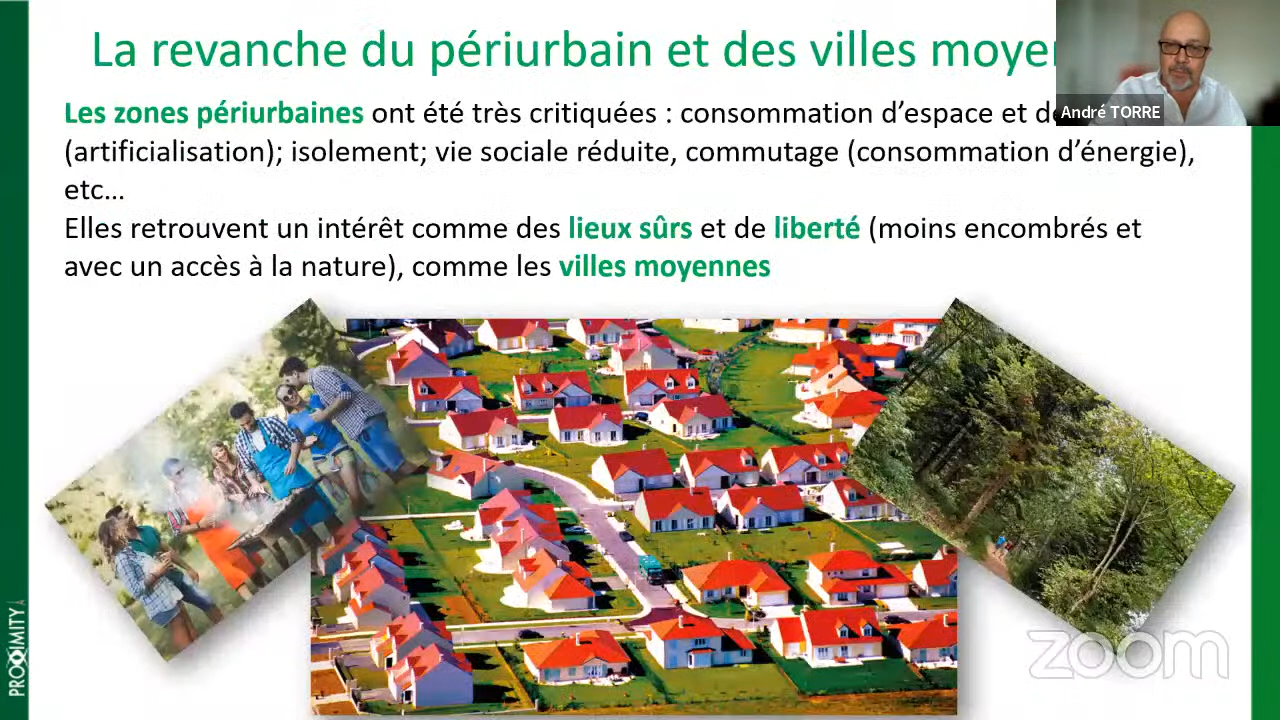 La revanche du périurbain et des villes
André TORRE
Les zones périurbaines ont été très critiquées : consommation d’espace et
(artificialisation); isolement; vie sociale réduite, commutage (consommation d’énergie),
etc…
Elles retrouvent un intérêt comme des lieux sûrs et de liberté (moins encombrés et
avec un accès à la nature), comme les villes moyennes
PROXIMITY
zoom